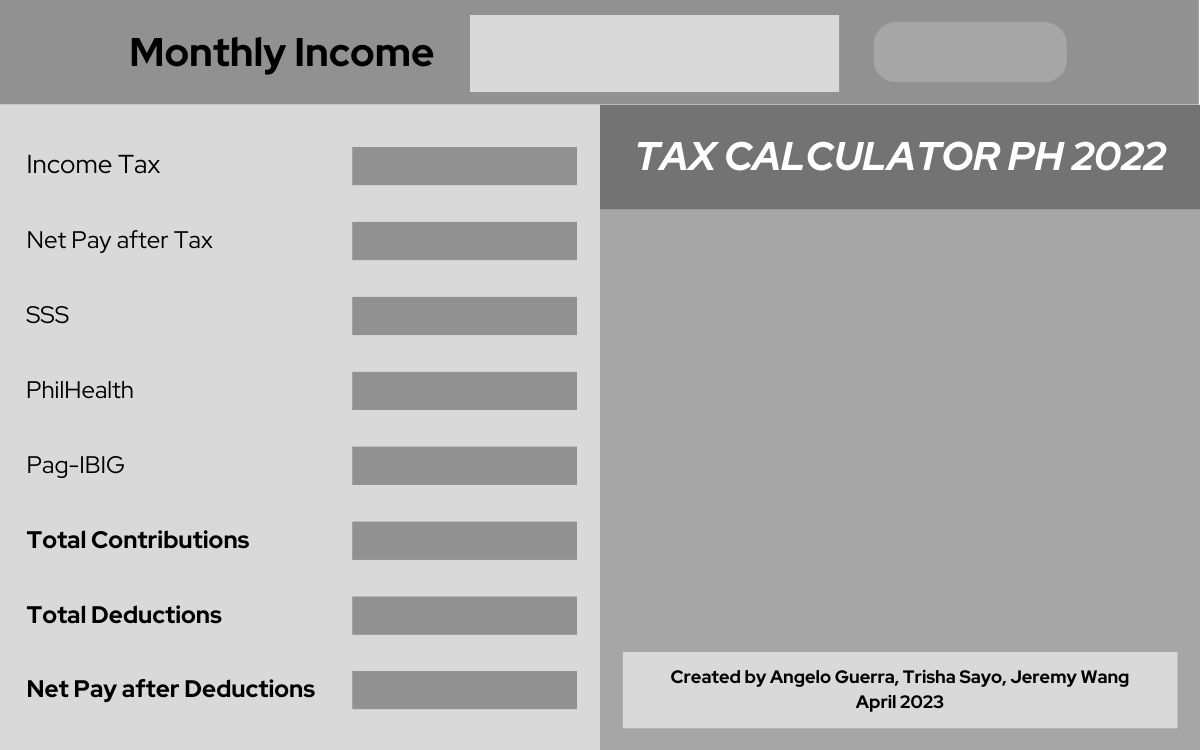 Monthly Income
TAX CALCULATOR PH 2022
Income Tax
Net Pay after Tax
SSS
PhilHealth
Pag-IBIG
Total Contributions
Total Deductions
Net Pay after Deductions
Created by Angelo Guerra, Trisha Sayo, Jeremy Wang
April 2023